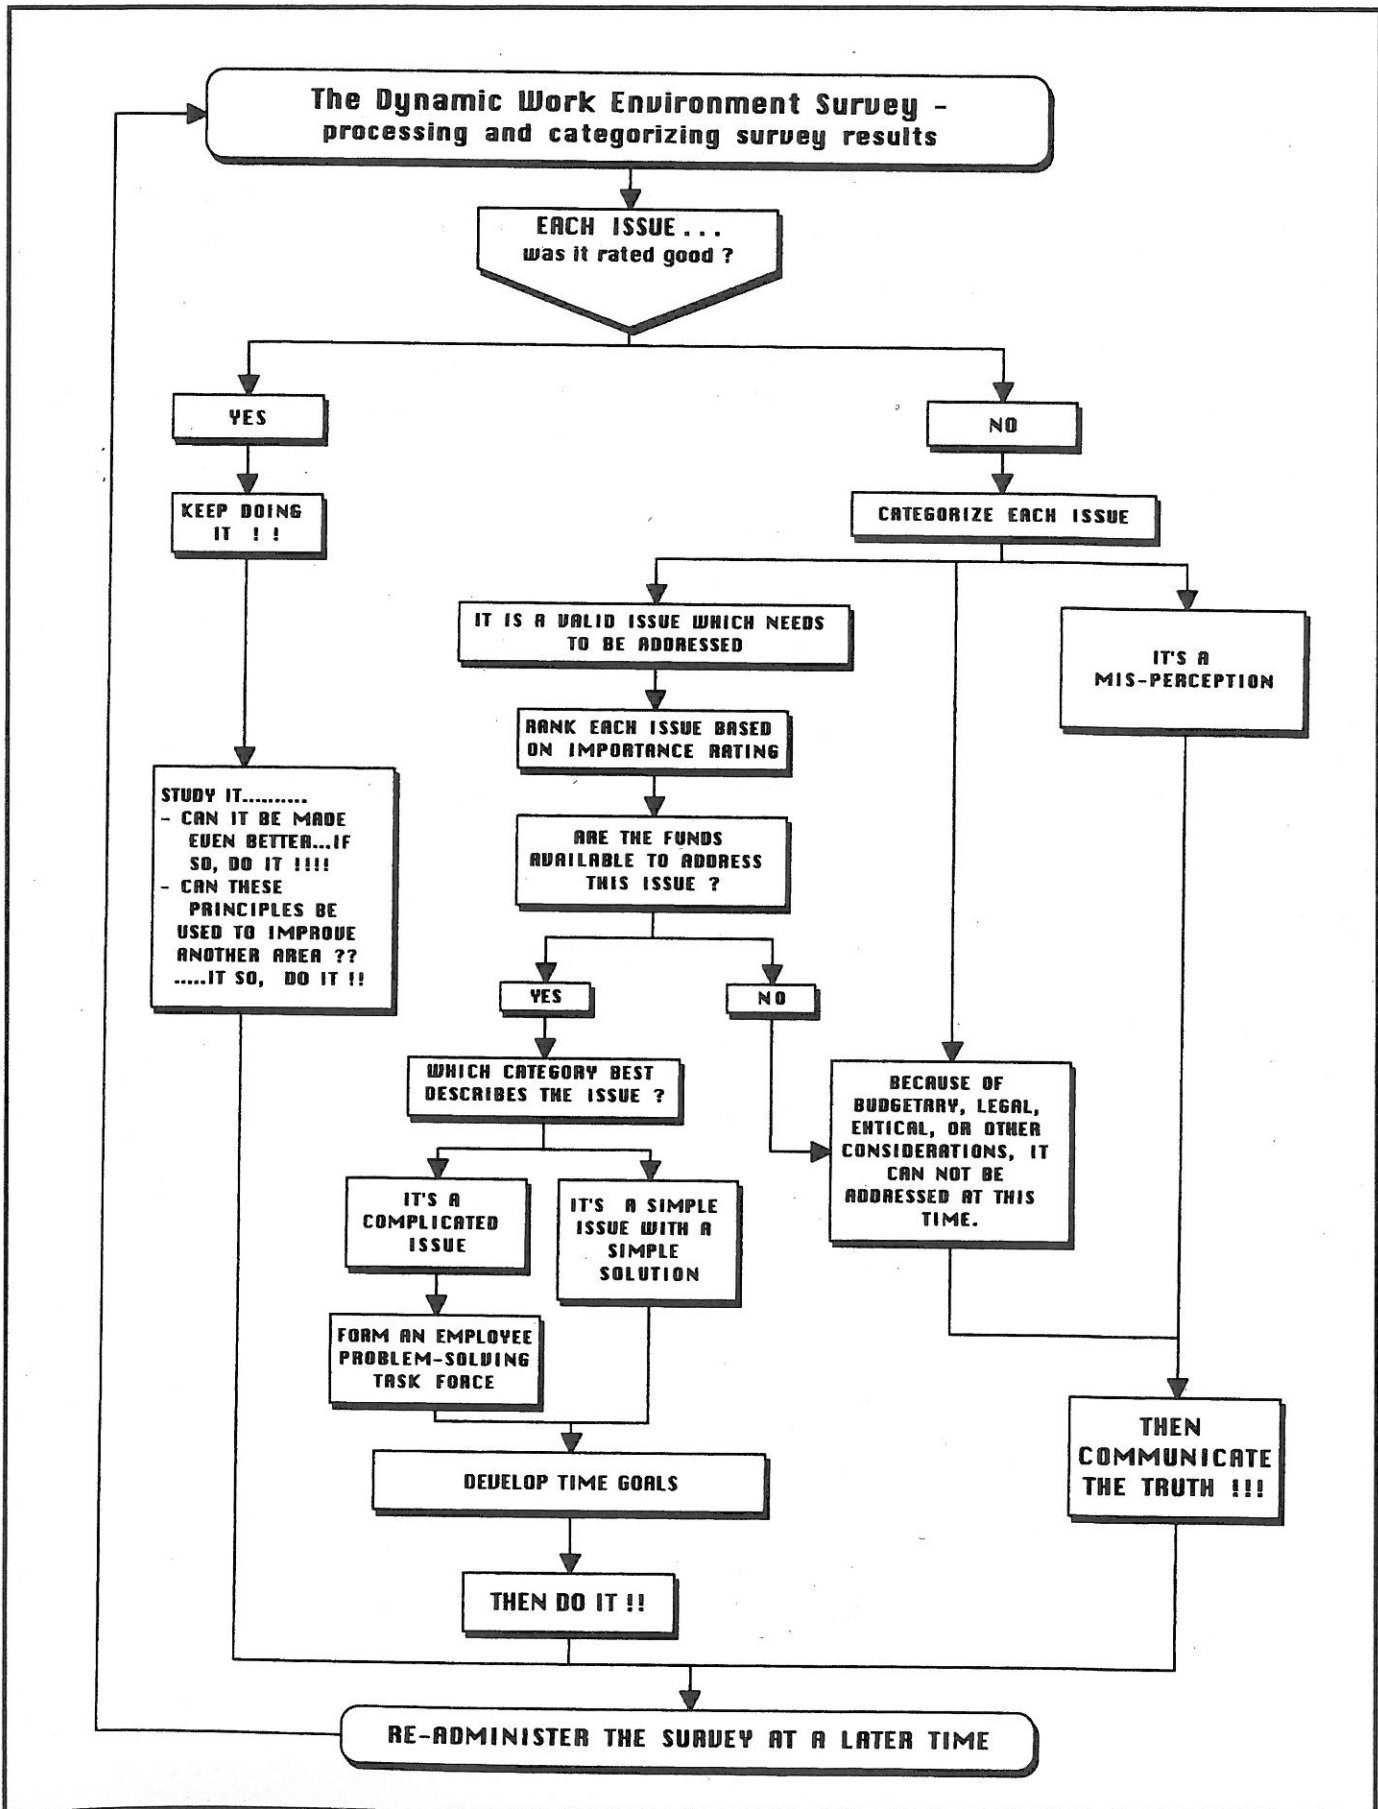 The Dynamic Work Environment Survey -
processing and categorizing survey results
EACH ISSUE...
was it rated good ?
YES
NO
KEEP DOING
IT ! !
CATEGORIZE EACH ISSUE
IT IS A VALID ISSUE WHICH NEEDS
TO BE ADDRESSED
IT'S A
MIS-PERCEPTION
RANK EACH ISSUE BASED
ON IMPORTANCE RATING
STUDY IT..........
- CAN IT BE MADE
EVEN BETTER...IF
SO, DO IT !!!!
- CAN THESE
PRINCIPLES BE
USED TO IMPROVE
ANOTHER AREA ??
.....IT SO, DO IT !!
ARE THE FUNDS
AVAILABLE TO ADDRESS
THIS ISSUE ?
YES
NO
WHICH CATEGORY BEST
DESCRIBES THE ISSUE ?
BECAUSE OF
BUDGETARY, LEGAL,
EHTICAL, OR OTHER
CONSIDERATIONS, IT
CAN NOT BE
ADDRESSED AT THIS
TIME.
IT'S A
COMPLICATED
ISSUE
IT'S A SIMPLE
ISSUE WITH A
SIMPLE
SOLUTION
FORM AN EMPLOYEE
PROBLEM-SOLVING
TASK FORCE
THEN
COMMUNICATE
THE TRUTH !!!
DEVELOP TIME GOALS
THEN DO IT !!
RE-ADMINISTER THE SURVEY AT A LATER TIME